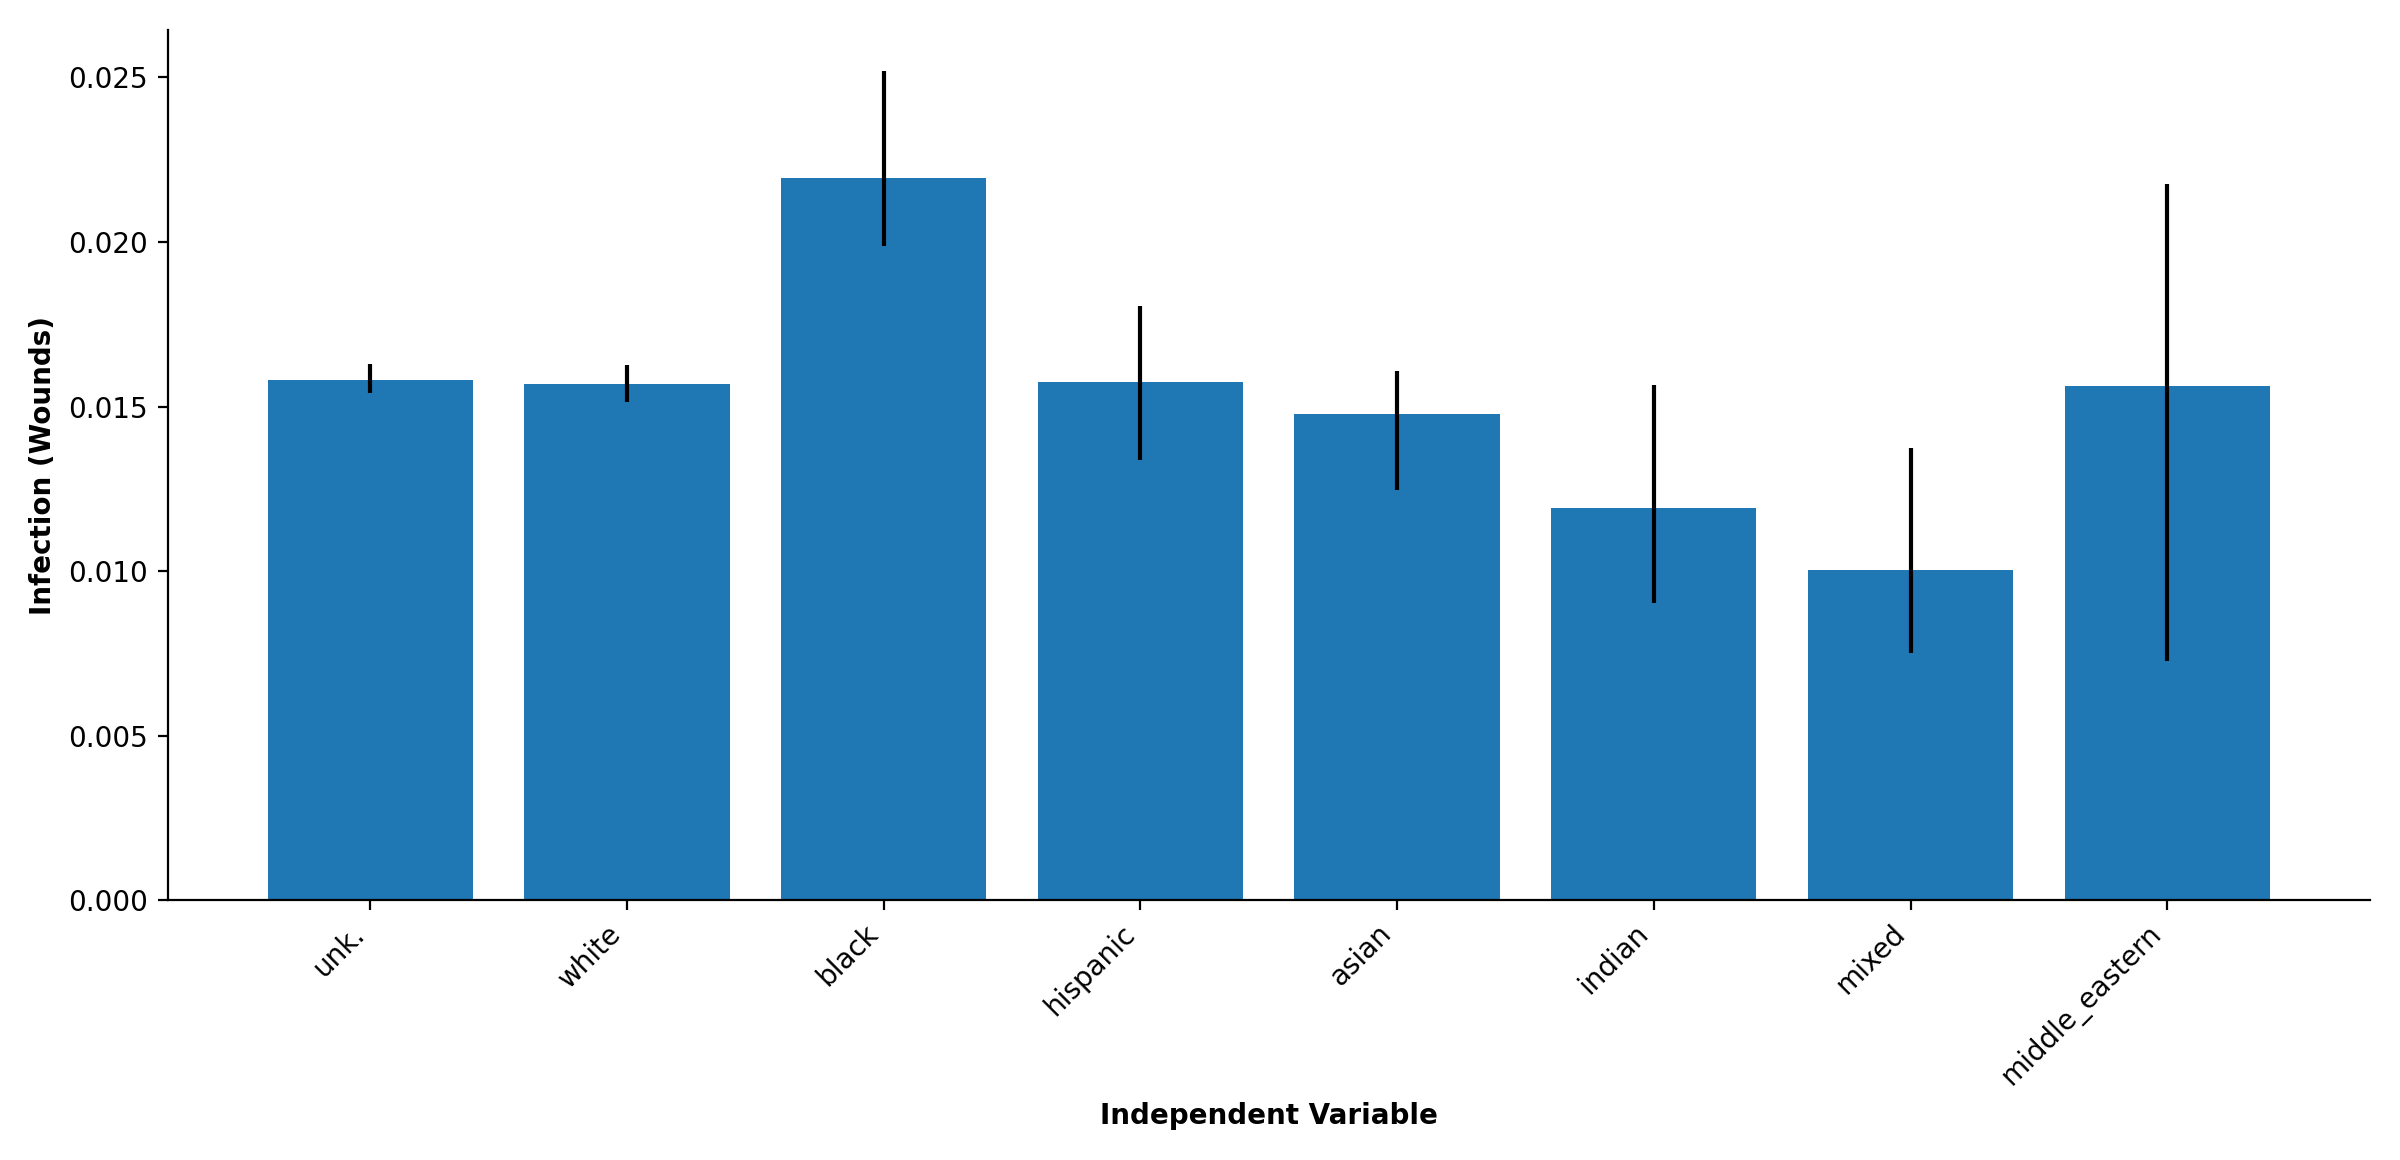 0.025
0.020
0.015
0.010
0.005
0.000
Infection (Wounds)
unk.
white
black
hispanic
asian
indian
mixed
middle_eastern
Independent Variable